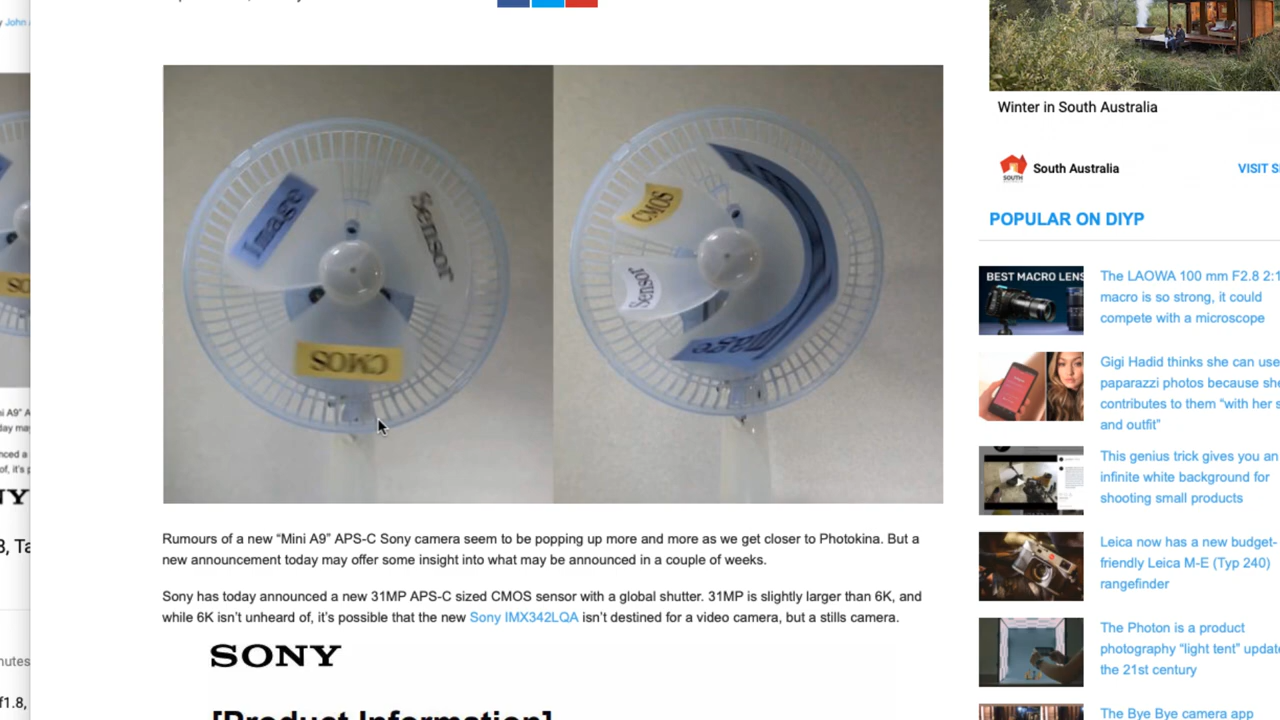 John
Winter in South Australia
SOUTH
South Australia
VISIT S
POPULAR ON DIYP
Image
Sensor
CMOS
CMOS
Sensor
Image
BEST MACRO LENS
The LAOWA 100 mm F2.8 2:1
macro is so strong, it could
compete with a microscope
Gigi Hadid thinks she can use
paparazzi photos because she
contributes to them “with her s
and outfit”
This genius trick gives you an
infinite white background for
shooting small products
Leica now has a new budget-
friendly Leica M-E (Typ 240)
rangefinder
The Photon is a product
photography “light tent” update
the 21st century
The Bye Bye camera app
Rumours of a new “Mini A9” APS-C Sony camera seem to be popping up more and more as we get closer to Photokina. But a
new announcement today may offer some insight into what may be announced in a couple of weeks.
Sony has today announced a new 31MP APS-C sized CMOS sensor with a global shutter. 31MP is slightly larger than 6K, and
while 6K isn’t unheard of, it’s possible that the new Sony IMX342LQA isn’t destined for a video camera, but a stills camera.
SONY
[Product Information]
nutes
f1.8,